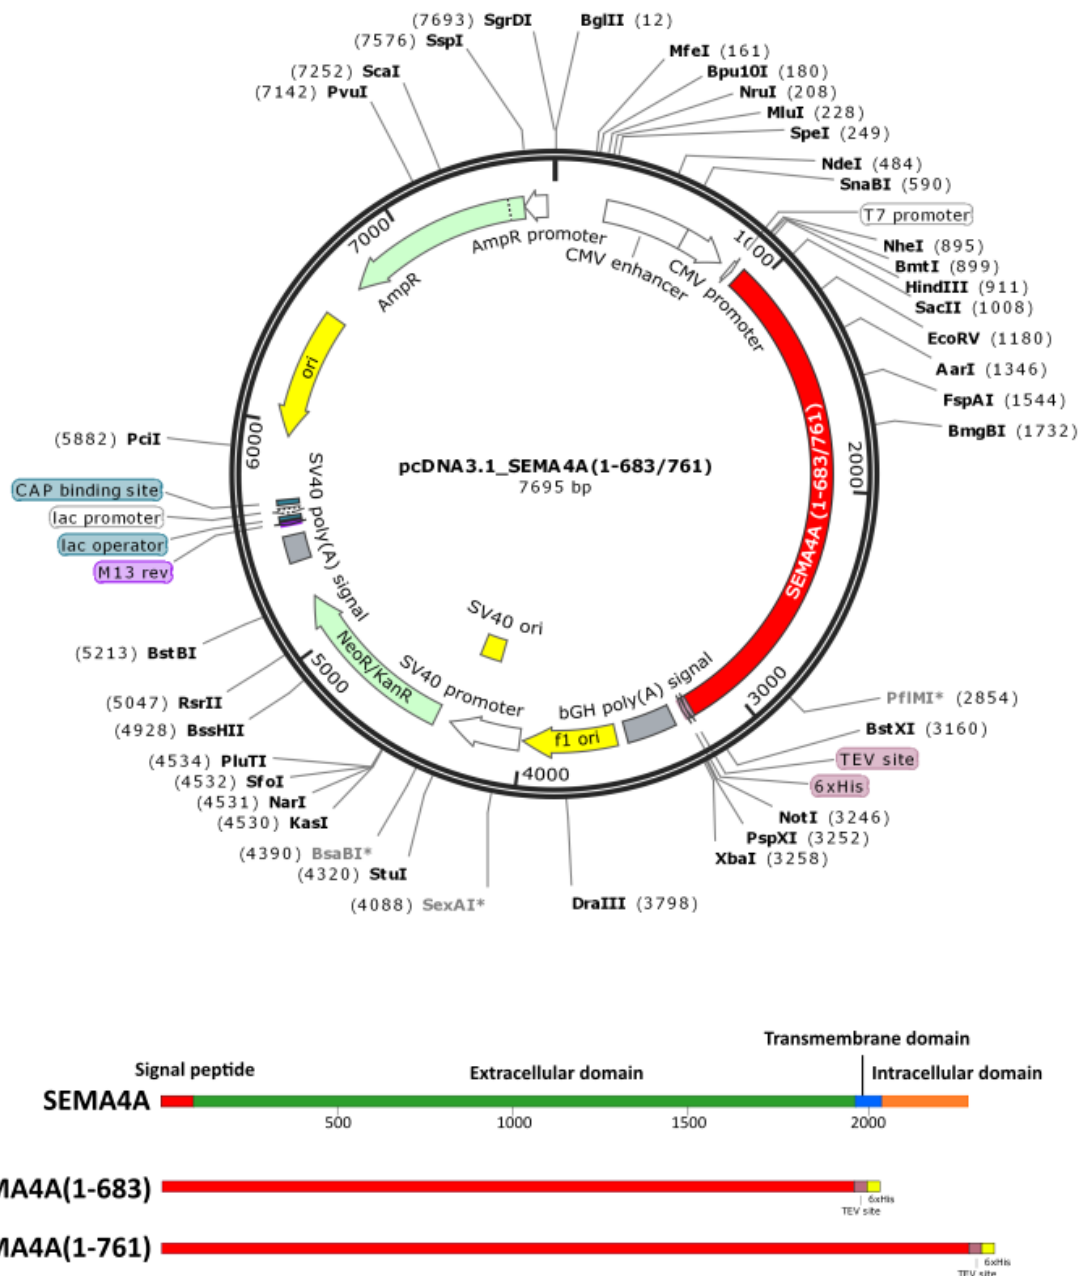 (7693) SgrDI
BglII (12)
(7576) SspI
MfeI (161)
(7252) ScaI
Bpu10I (180)
(7142) PvuI
NruI (208)
MluI (228)
SpeI (249)
NdeI (484)
SnaBI (590)
T7 promoter
NheI (895)
BmtI (899)
HindIII (911)
SacII (1008)
EcoRV (1180)
AarI (1346)
FspAI (1544)
BmgBI (1732)
7000
AmpR promoter
AmpR
CMV enhancer
CMV promoter
2000
ori
6000
(5882) PciI
pcDNA3.1_SEMA4A(1-683/761)
7695 bp
SEMA4A (1-683/761)
CAP binding site
lac promoter
lac operator
M13 rev
SV40 poly(A) signal
SV40 ori
(5213) BstBI
NeoR/KanR
SV40 promoter
bGH poly(A) signal
f1 ori
5000
3000
4000
(5047) RsrII
(4928) BssHII
PflMI* (2854)
BstXI (3160)
TEV site
6xHis
(4534) PluTI
(4532) SfoI
(4531) NarI
(4530) KasI
NotI (3246)
PspXI (3252)
XbaI (3258)
(4390) BsaBI*
(4320) StuI
(4088) SexAI*
DraIII (3798)
Transmembrane domain
Signal peptide
Extracellular domain
Intracellular domain
SEMA4A
500
1000
1500
2000
MA4A(1-683)
6xHis
TEV site
MA4A(1-761)
6xHis
TEV site